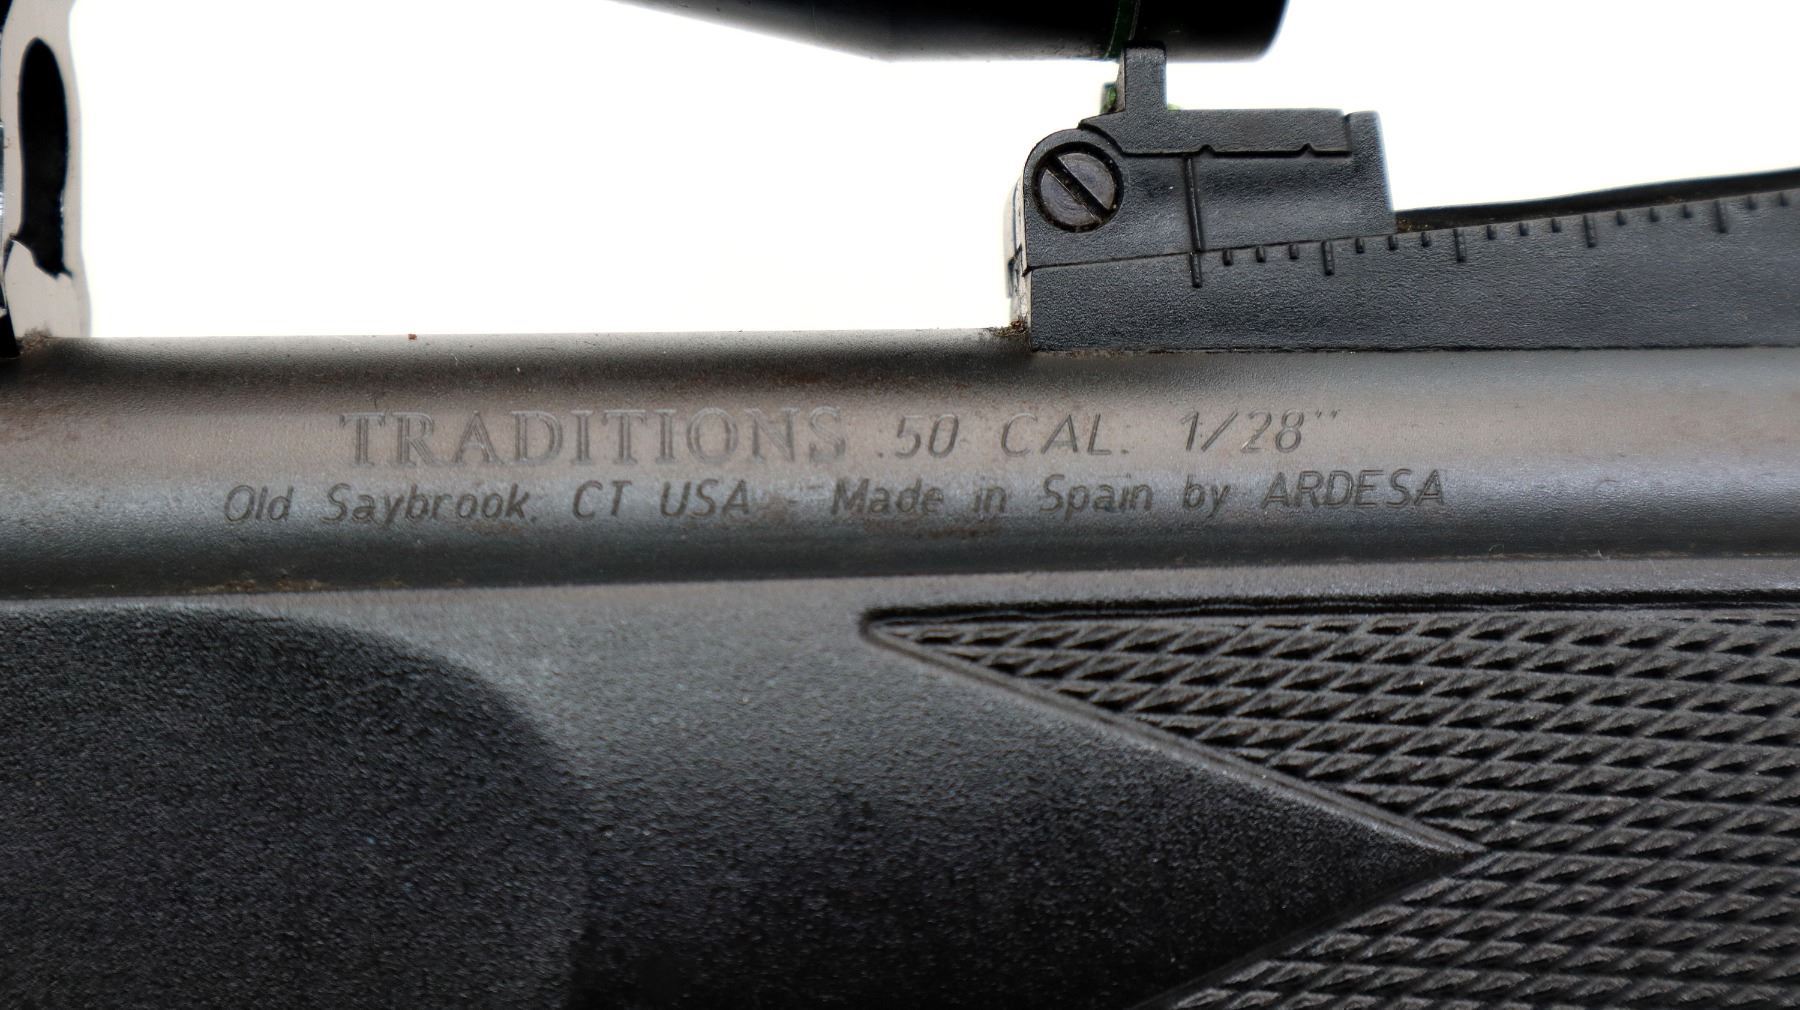 TRADITIONS .50 CAL. 1/28"
Old Saybrook, CT USA - Made in Spain by ARDESA